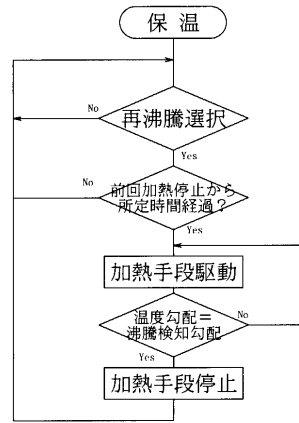 保温
再沸騰選択
No
Yes
前回加熱停止から
所定時間経過？
No
Yes
加熱手段駆動
温度勾配＝
沸騰検知勾配
No
Yes
加熱手段停止